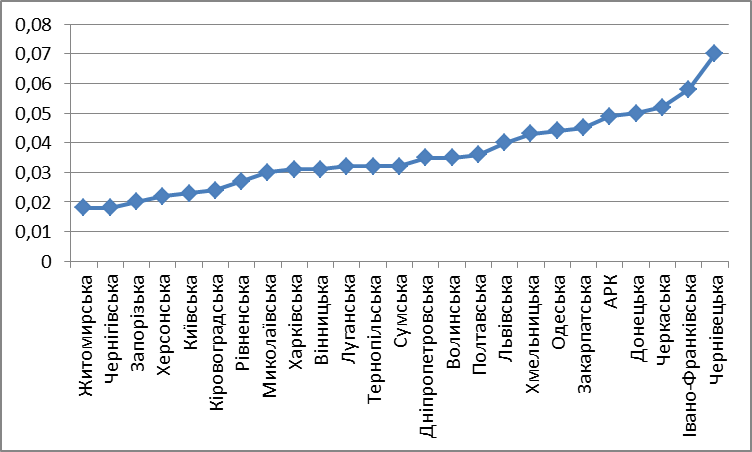 0,08
0,07
0,06
0,05
0,04
0,03
0,02
0,01
0
Житомирська
Чернігівська
Запорізька
Херсонська
Київська
Кіровоградська
Рівненська
Миколаївська
Харківська
Вінницька
Луганська
Тернопільська
Сумська
Дніпропетровська
Волинська
Полтавська
Львівська
Хмельницька
Одеська
Закарпатська
АРК
Донецька
Черкаська
Івано-Франківська
Чернівецька